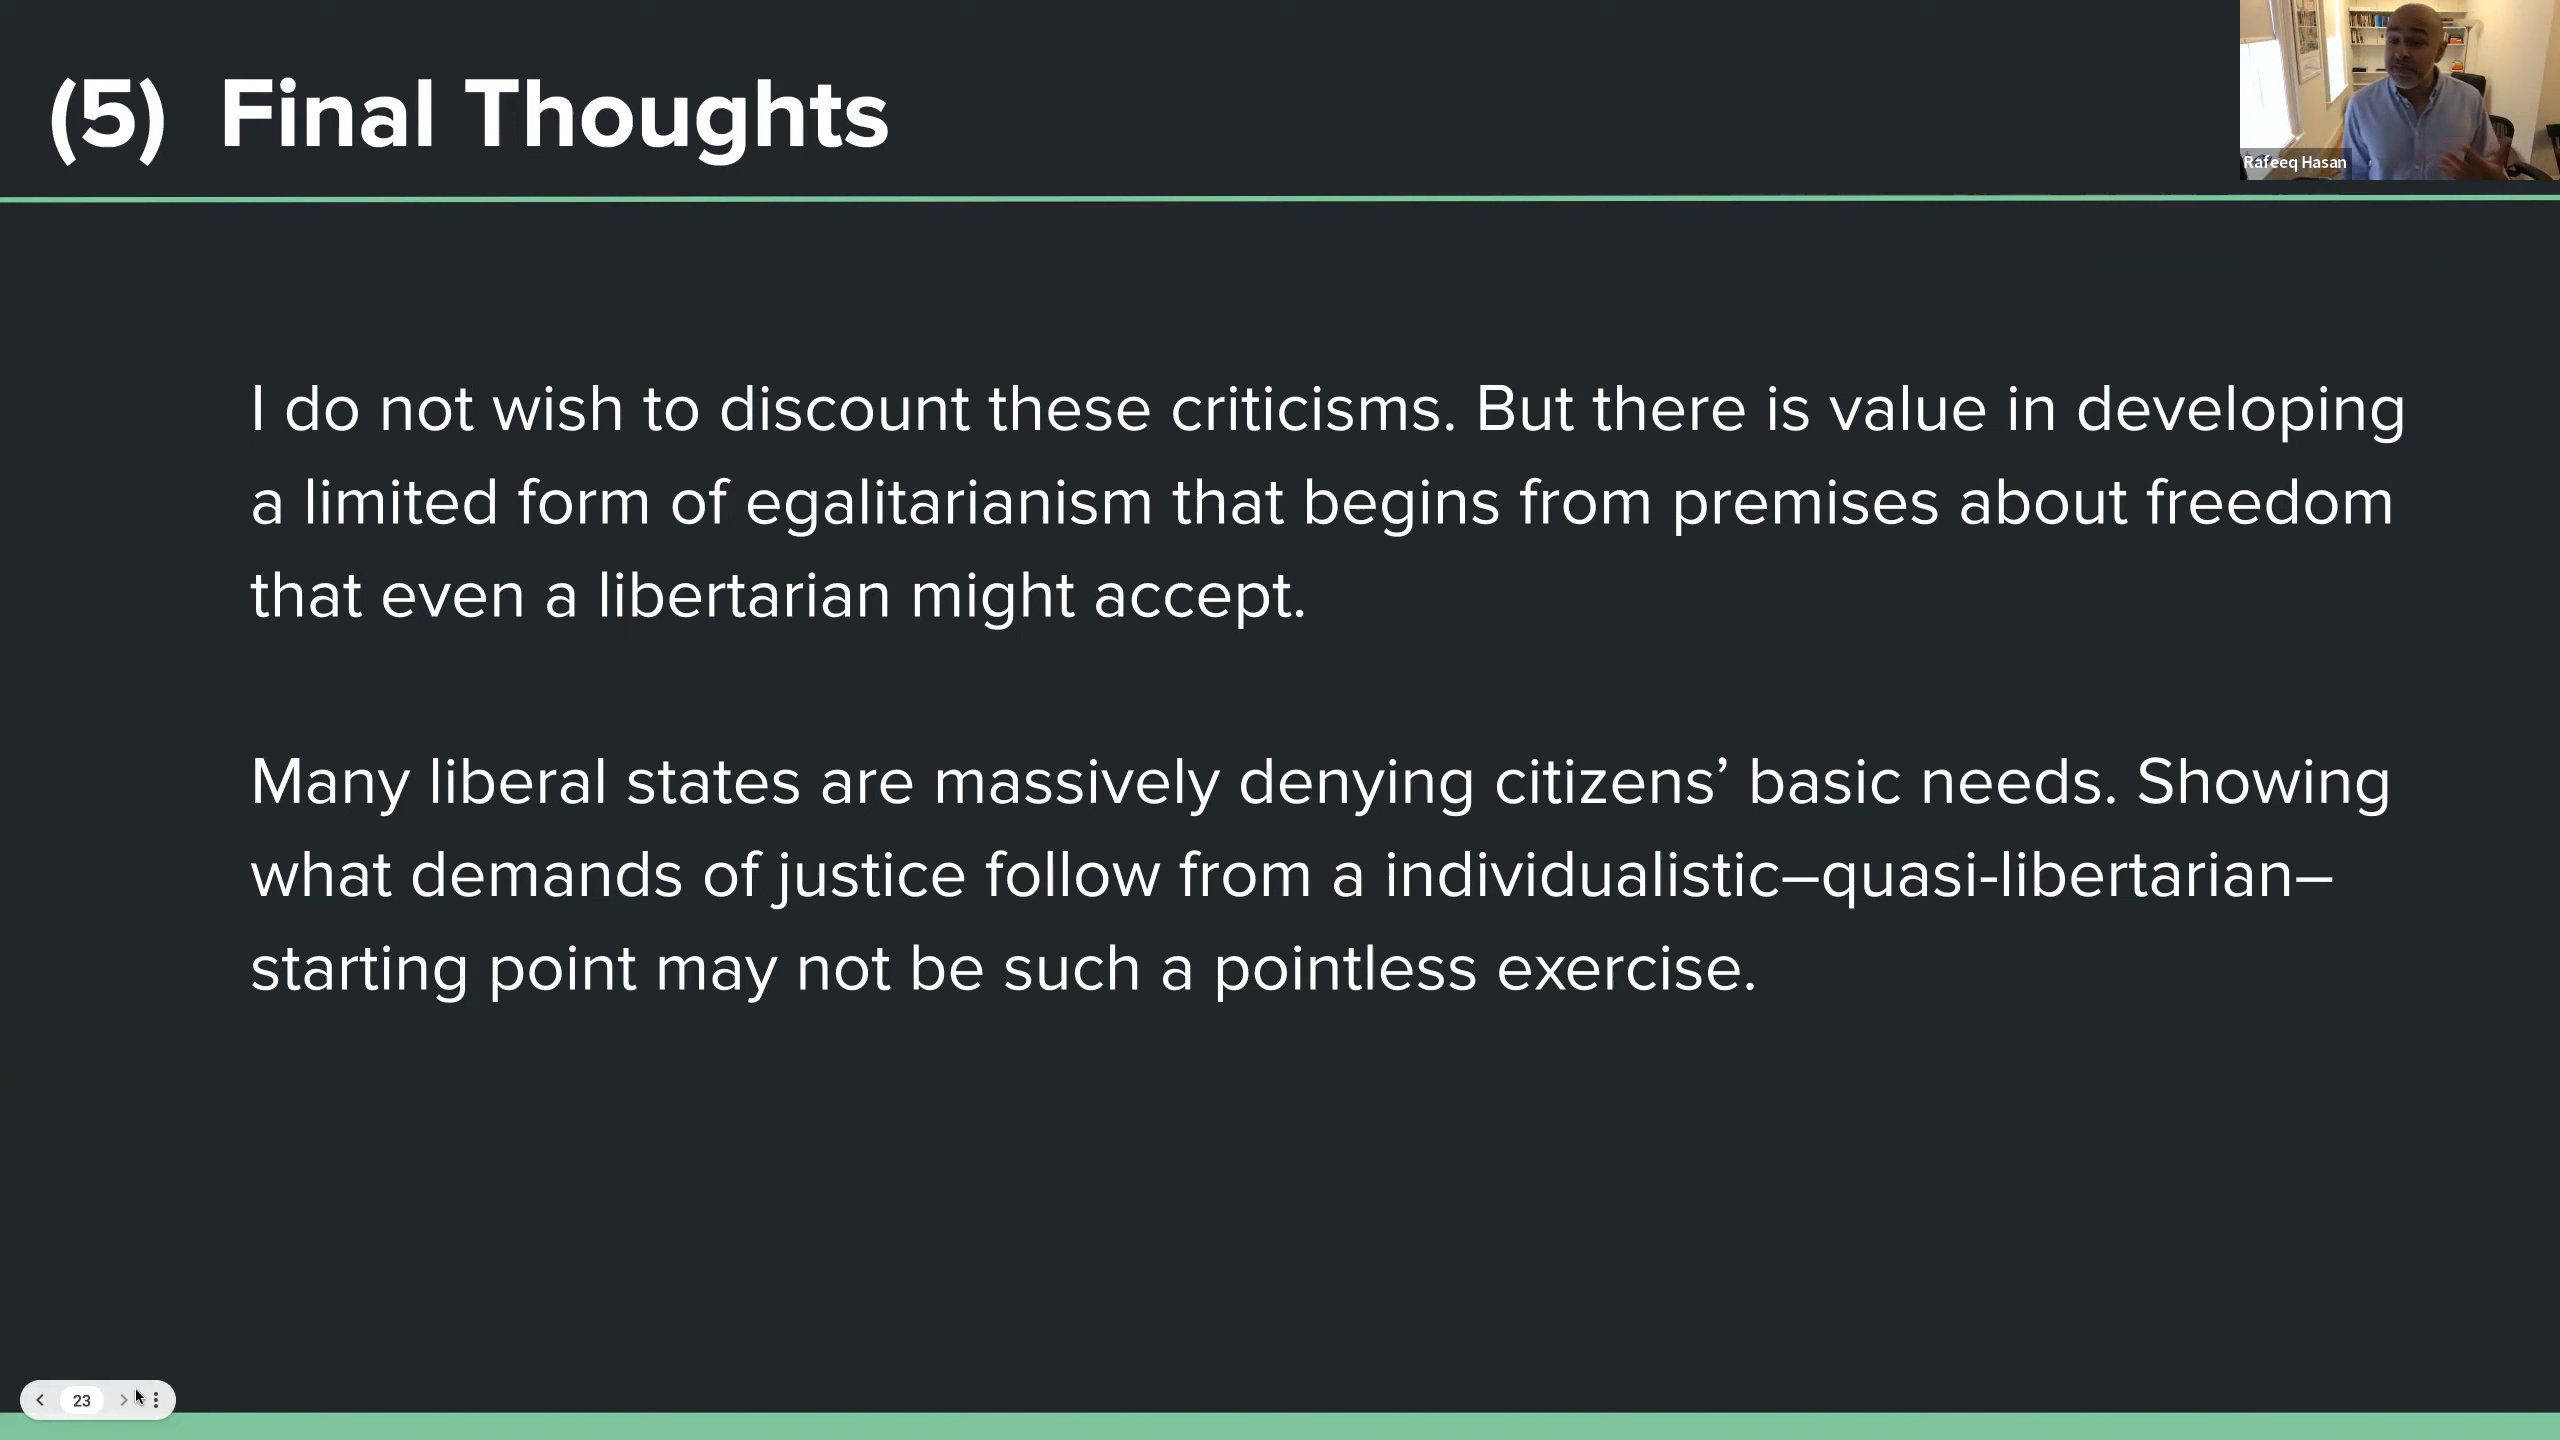 (5) Final Thoughts
Rafeeq Hasan
I do not wish to discount these criticisms. But there is value in developing
a limited form of egalitarianism that begins from premises about freedom
that even a libertarian might accept.
Many liberal states are massively denying citizens’ basic needs. Showing
what demands of justice follow from a individualistic–quasi-libertarian–
starting point may not be such a pointless exercise.
23